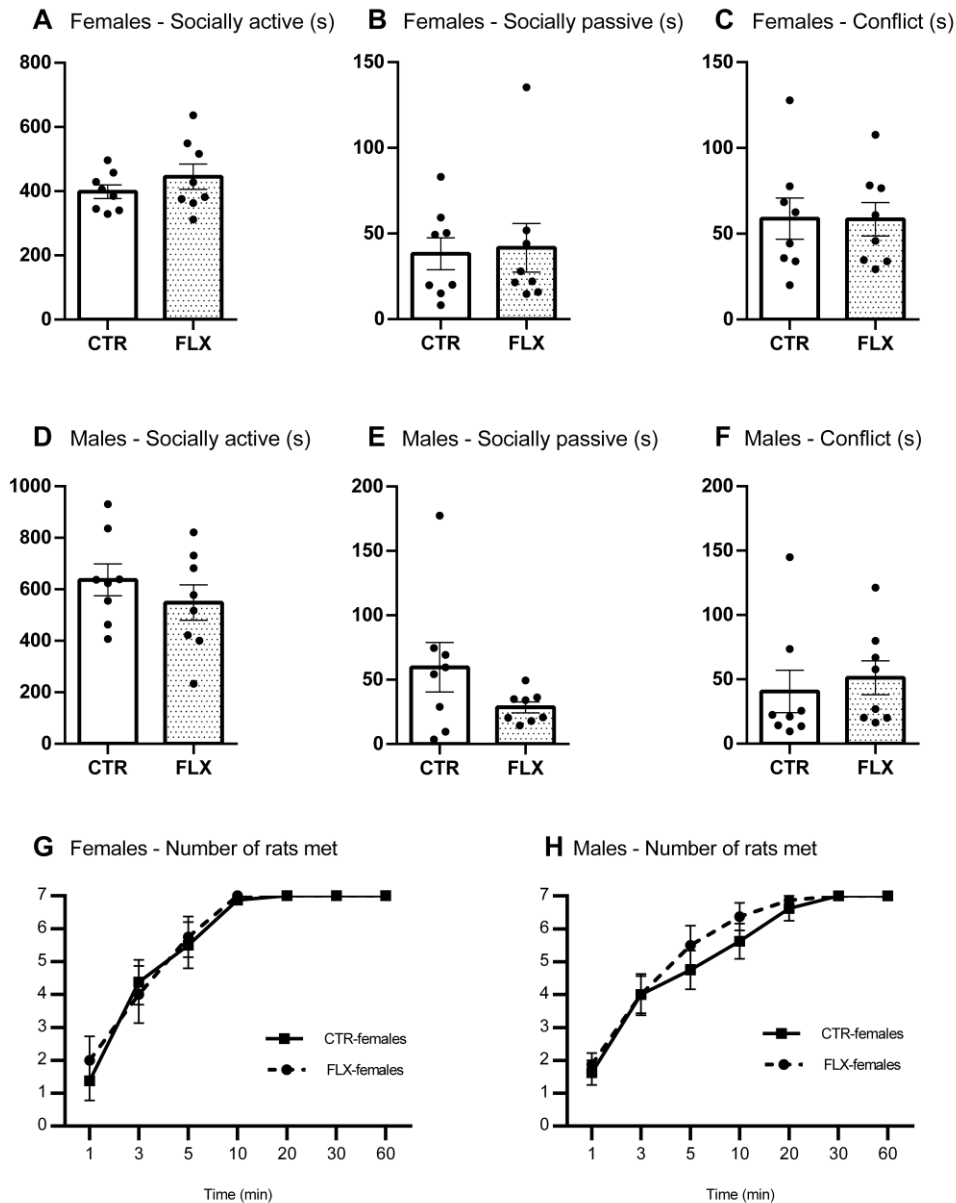 A Females - Socially active (s)
B Females - Socially passive (s)
C Females - Conflict (s)
800
600
400
200
0
CTR FLX
150
100
50
0
CTR FLX
150
100
50
0
CTR FLX
D Males - Socially active (s)
E Males - Socially passive (s)
F Males - Conflict (s)
1000
800
600
400
200
0
CTR FLX
200
150
100
50
0
CTR FLX
200
150
100
50
0
CTR FLX
G Females - Number of rats met
7
6
5
4
3
2
1
0
CTR-females
FLX-females
1 3 5 10 20 30 60
Time (min)
H Males - Number of rats met
7
6
5
4
3
2
1
0
CTR-females
FLX-females
1 3 5 10 20 30 60
Time (min)